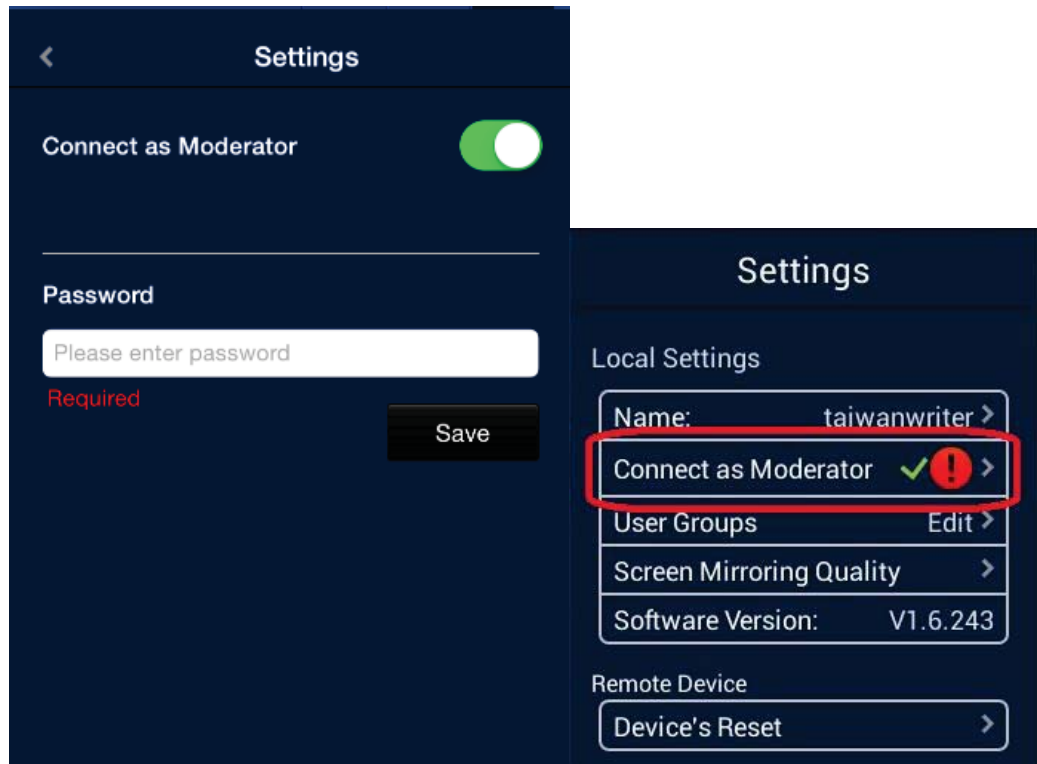 Settings
Connect as Moderator
Password
Please enter password
Required
Save
Settings
Local Settings
Name: taiwanwriter
Connect as Moderator
User Groups Edit
Screen Mirroring Quality
Software Version: V1.6.243
Remote Device
Device's Reset